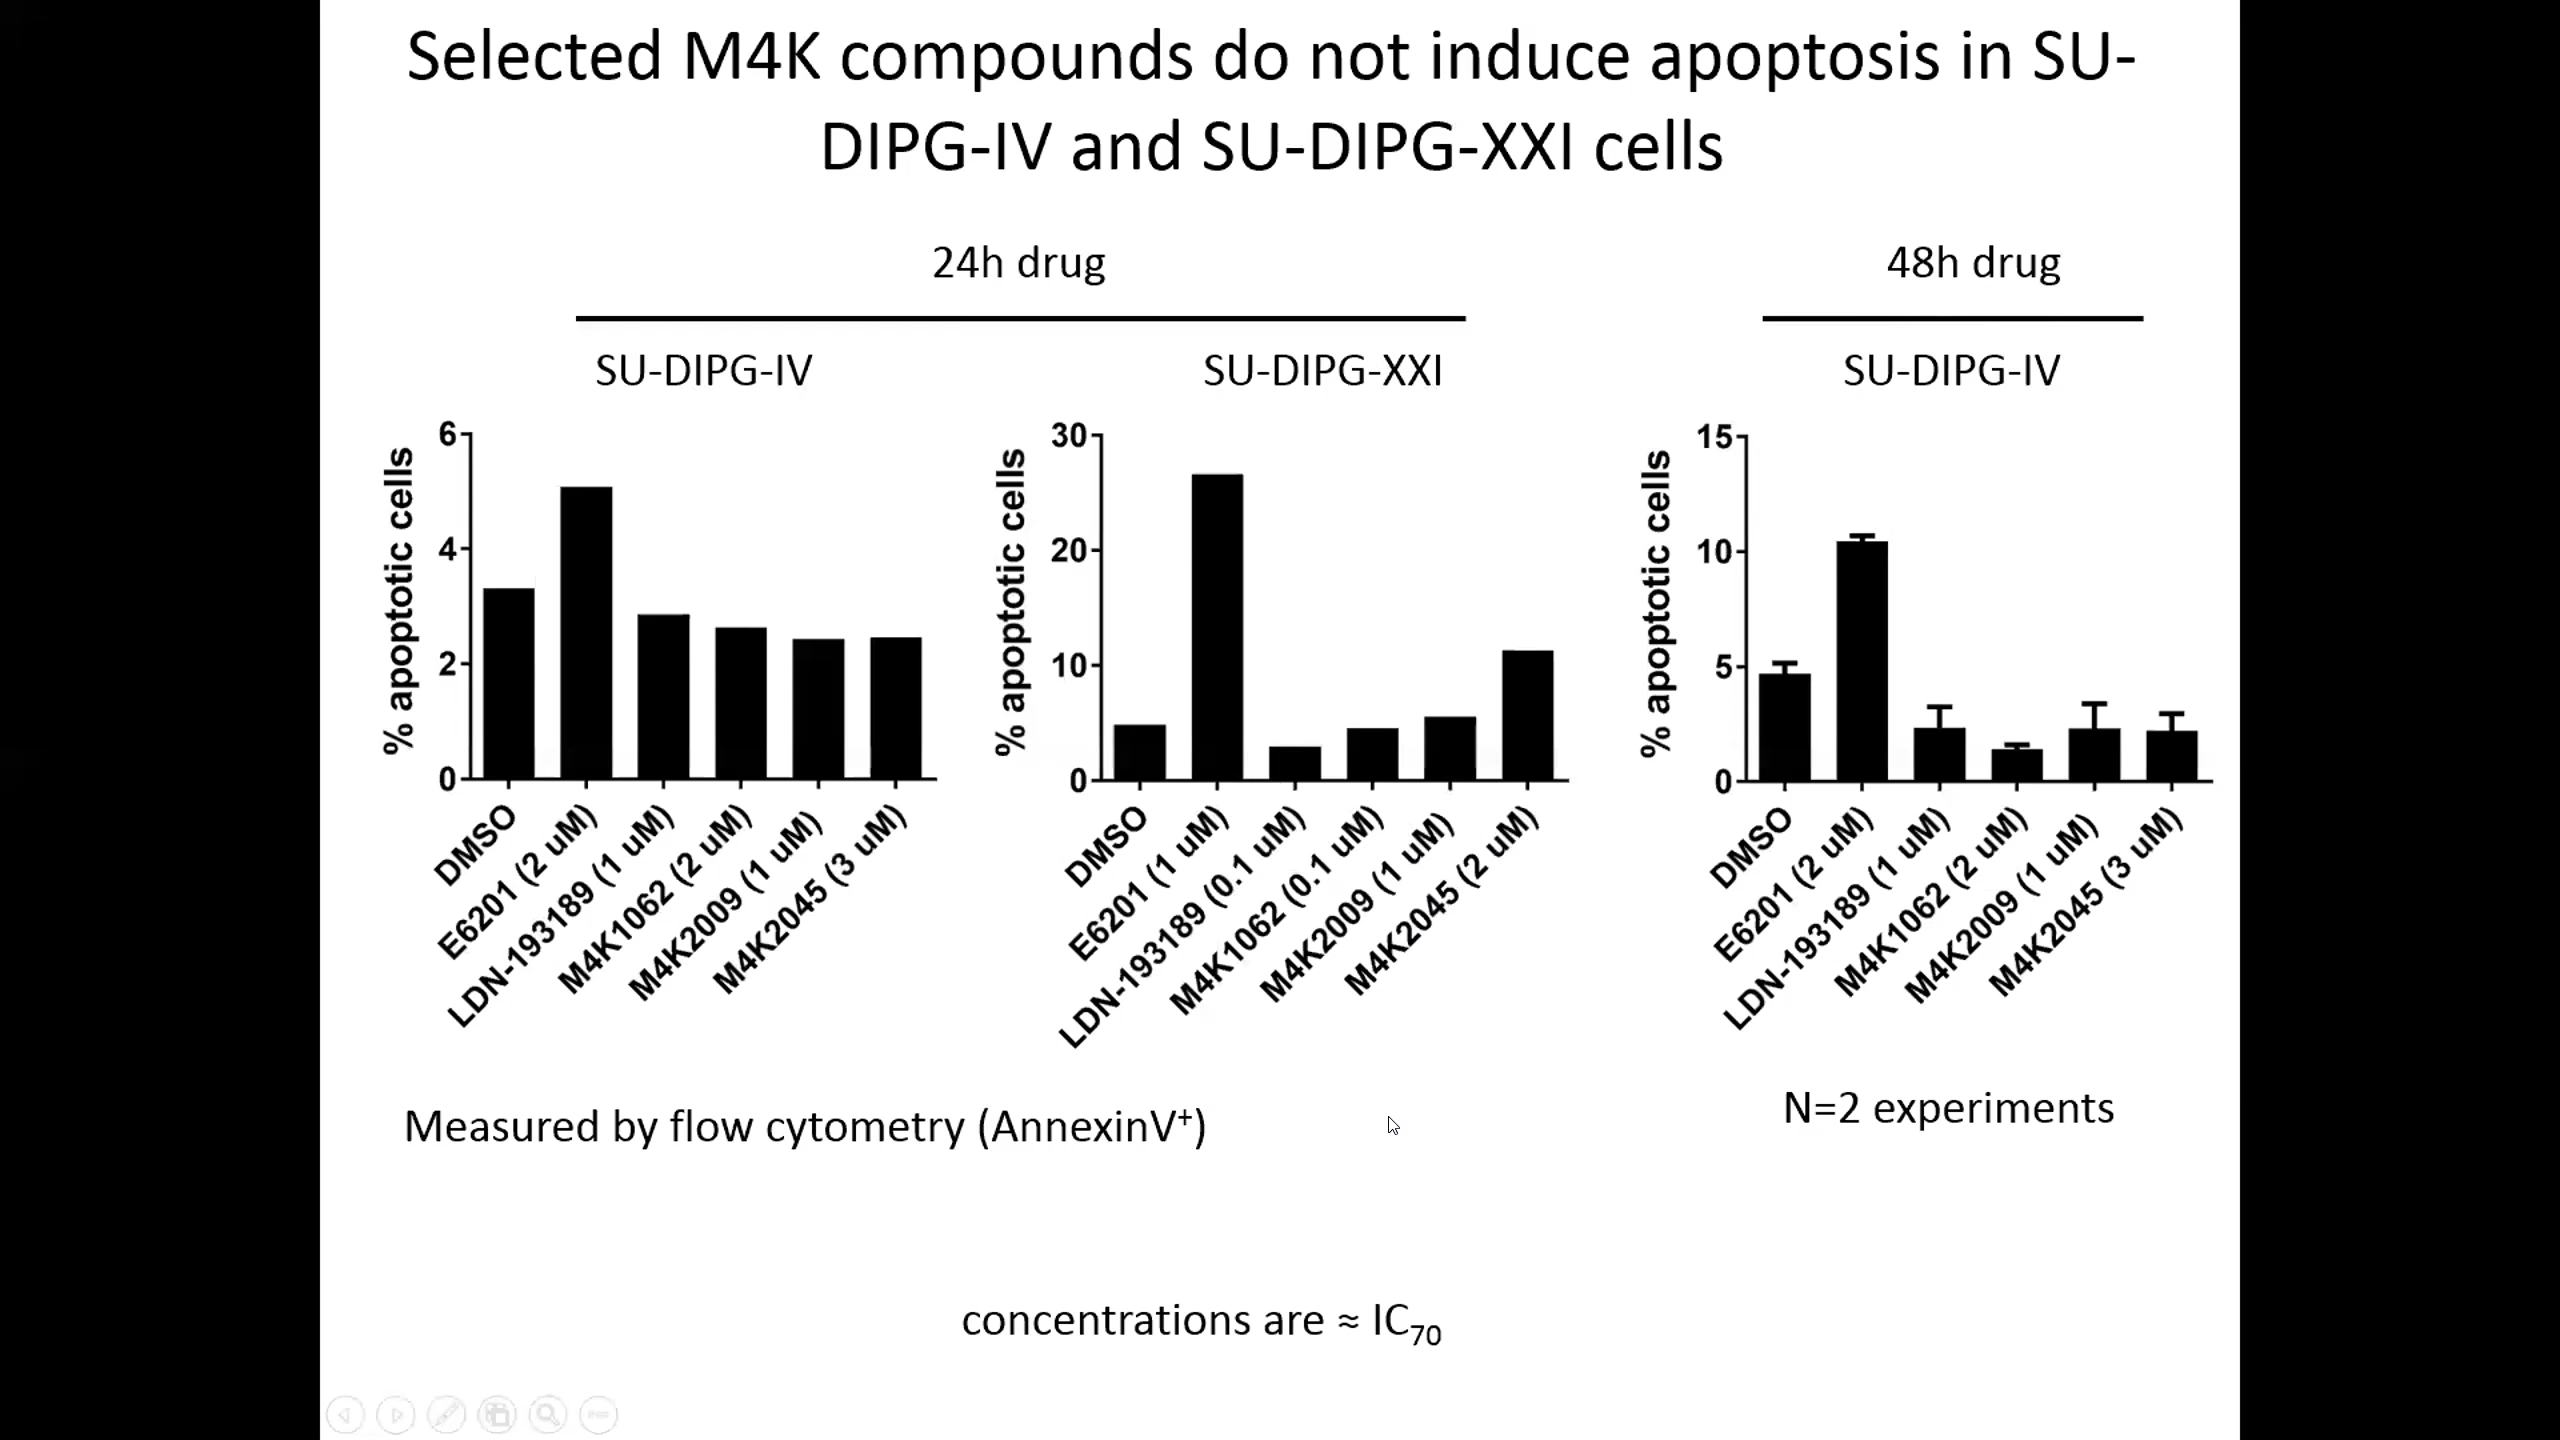 Selected M4K compounds do not induce apoptosis in SU-
DIPG-IV and SU-DIPG-XXI cells
24h drug
48h drug
SU-DIPG-IV
SU-DIPG-XXI
SU-DIPG-IV
% apoptotic cells
6
4
2
0
DMSO
E6201 (2 uM)
LDN-193189 (1 uM)
M4K1062 (2 uM)
M4K2009 (1 uM)
M4K2045 (3 uM)
% apoptotic cells
30
20
10
0
DMSO
E6201 (1 uM)
LDN-193189 (0.1 uM)
M4K1062 (0.1 uM)
M4K2009 (1 uM)
M4K2045 (2 uM)
% apoptotic cells
15
10
5
0
DMSO
E6201 (2 uM)
LDN-193189 (1 uM)
M4K1062 (2 uM)
M4K2009 (1 uM)
M4K2045 (3 uM)
Measured by flow cytometry (AnnexinV⁺)
N=2 experiments
concentrations are ≈ IC₇₀